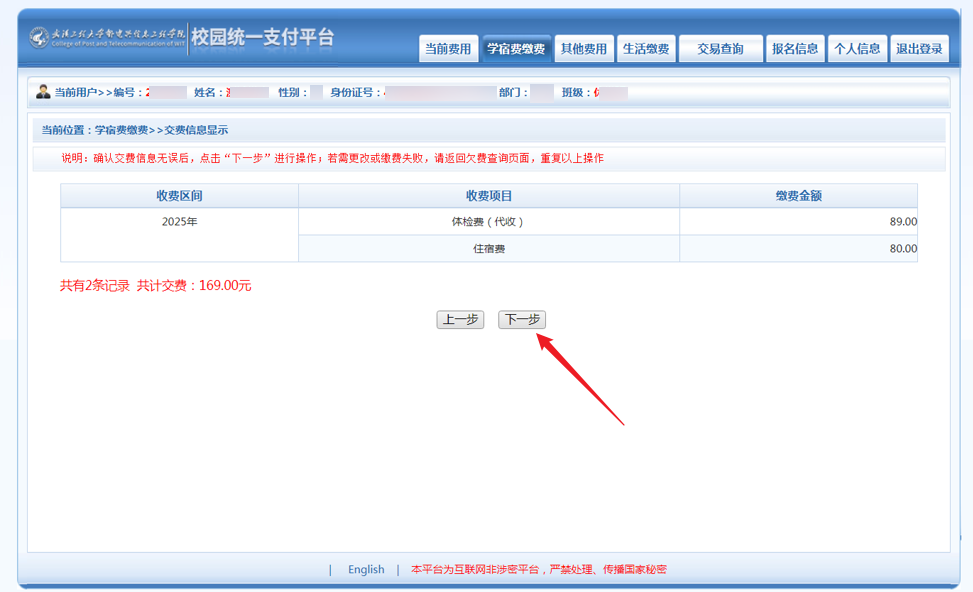 武汉工程大学邮电与信息工程学院
College of Post and Telecommunication of WIT
校园统一支付平台
当前费用 学宿费缴费 其他费用 生活缴费 交易查询 报名信息 个人信息 退出登录
当前用户>>编号：2 姓名： 性别： 身份证号： 部门： 班级：
当前位置：学宿费缴费>>交费信息显示
说明：确认交费信息无误后，点击“下一步”进行操作；若需更改或缴费失败，请返回欠费查询页面，重复以上操作
收费区间 收费项目 缴费金额
2025年 体检费（代收） 89.00
住宿费 80.00
共有2条记录 共计交费：169.00元
上一步 下一步
| English | 本平台为互联网非涉密平台，严禁处理、传播国家秘密